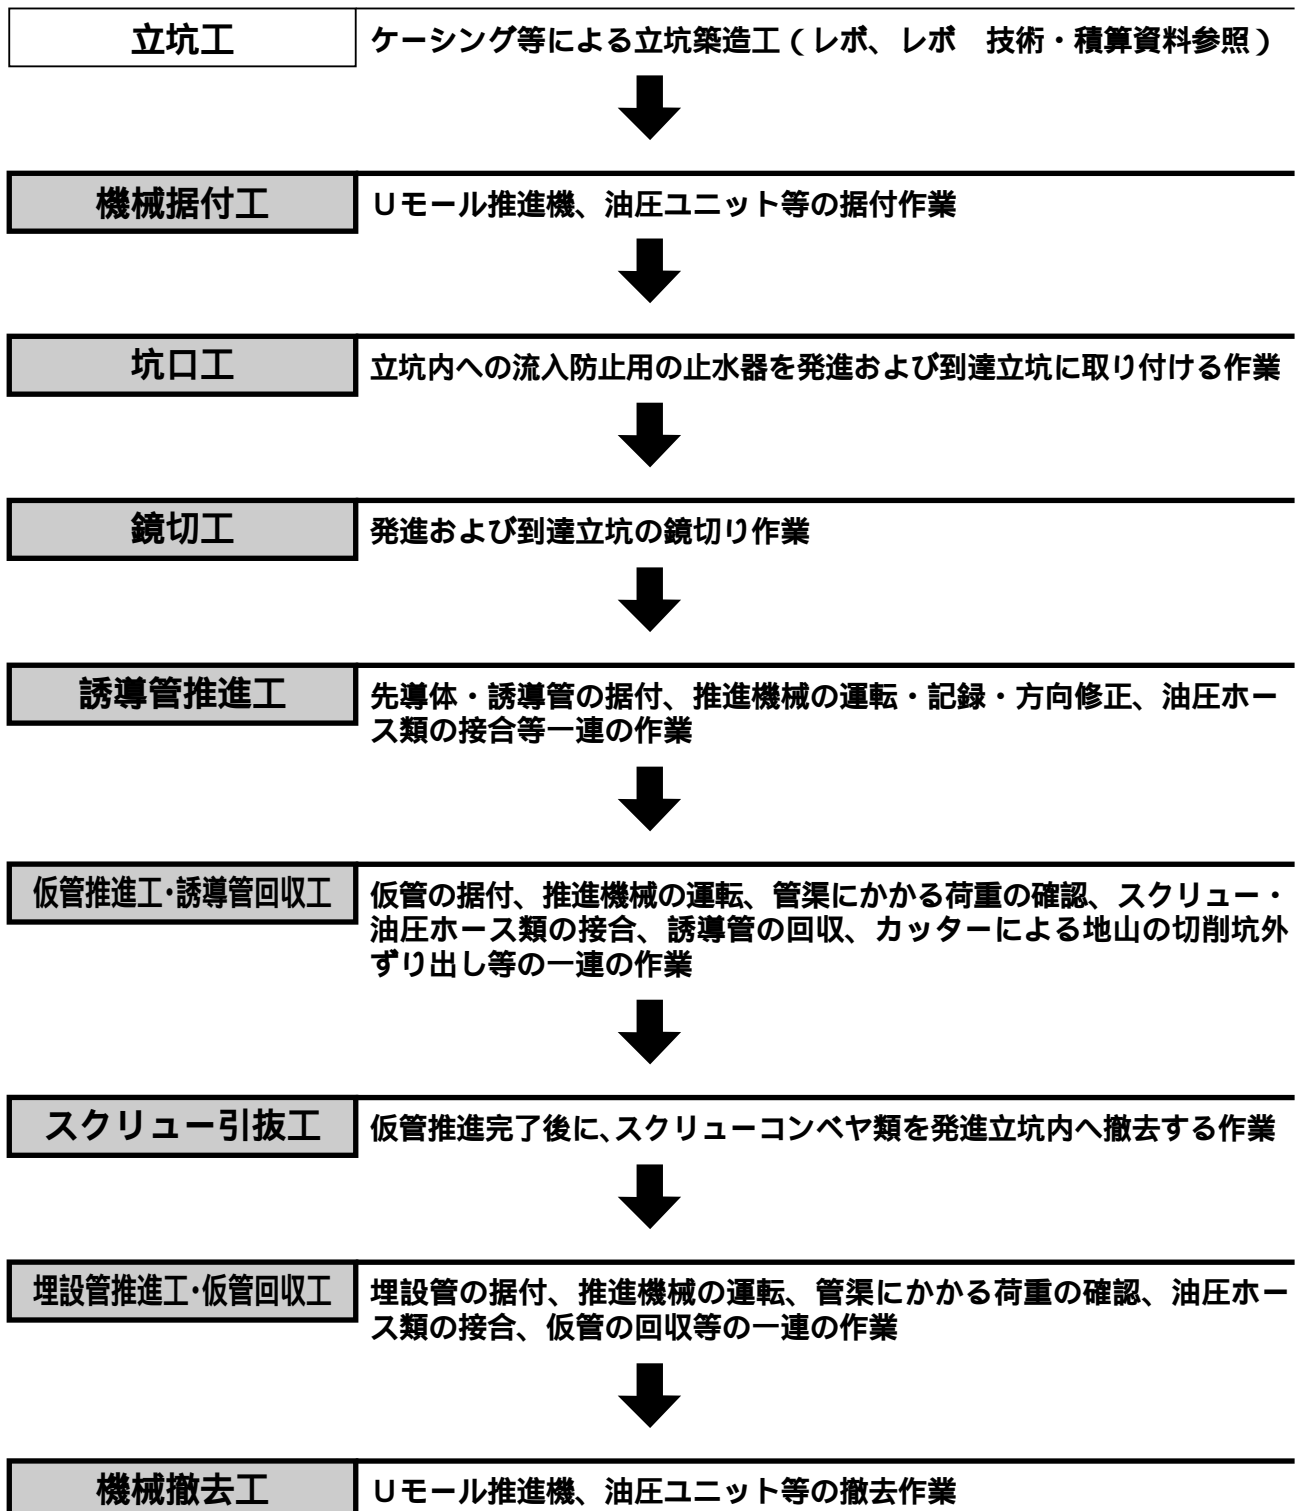 立坑工
ケーシング等による立坑築造工(レボ、レボ　技術・積算資料参照)
機械据付工
Uモール推進機、油圧ユニット等の据付作業
坑口工
立坑内への流入防止用の止水器を発進および到達立坑に取り付ける作業
鏡切工
発進および到達立坑の鏡切り作業
誘導管推進工
先導体・誘導管の据付、推進機械の運転・記録・方向修正、油圧ホー
ス類の接合等一連の作業
仮管推進工･誘導管回収工
仮管の据付、推進機械の運転、管渠にかかる荷重の確認、スクリュー・
油圧ホース類の接合、誘導管の回収、カッターによる地山の切削坑外
ずり出し等の一連の作業
スクリュー引抜工
仮管推進完了後に、スクリューコンベヤ類を発進立坑内へ撤去する作業
埋設管推進工･仮管回収工
埋設管の据付、推進機械の運転、管渠にかかる荷重の確認、油圧ホー
ス類の接合、仮管の回収等の一連の作業
機械撤去工
Uモール推進機、油圧ユニット等の撤去作業